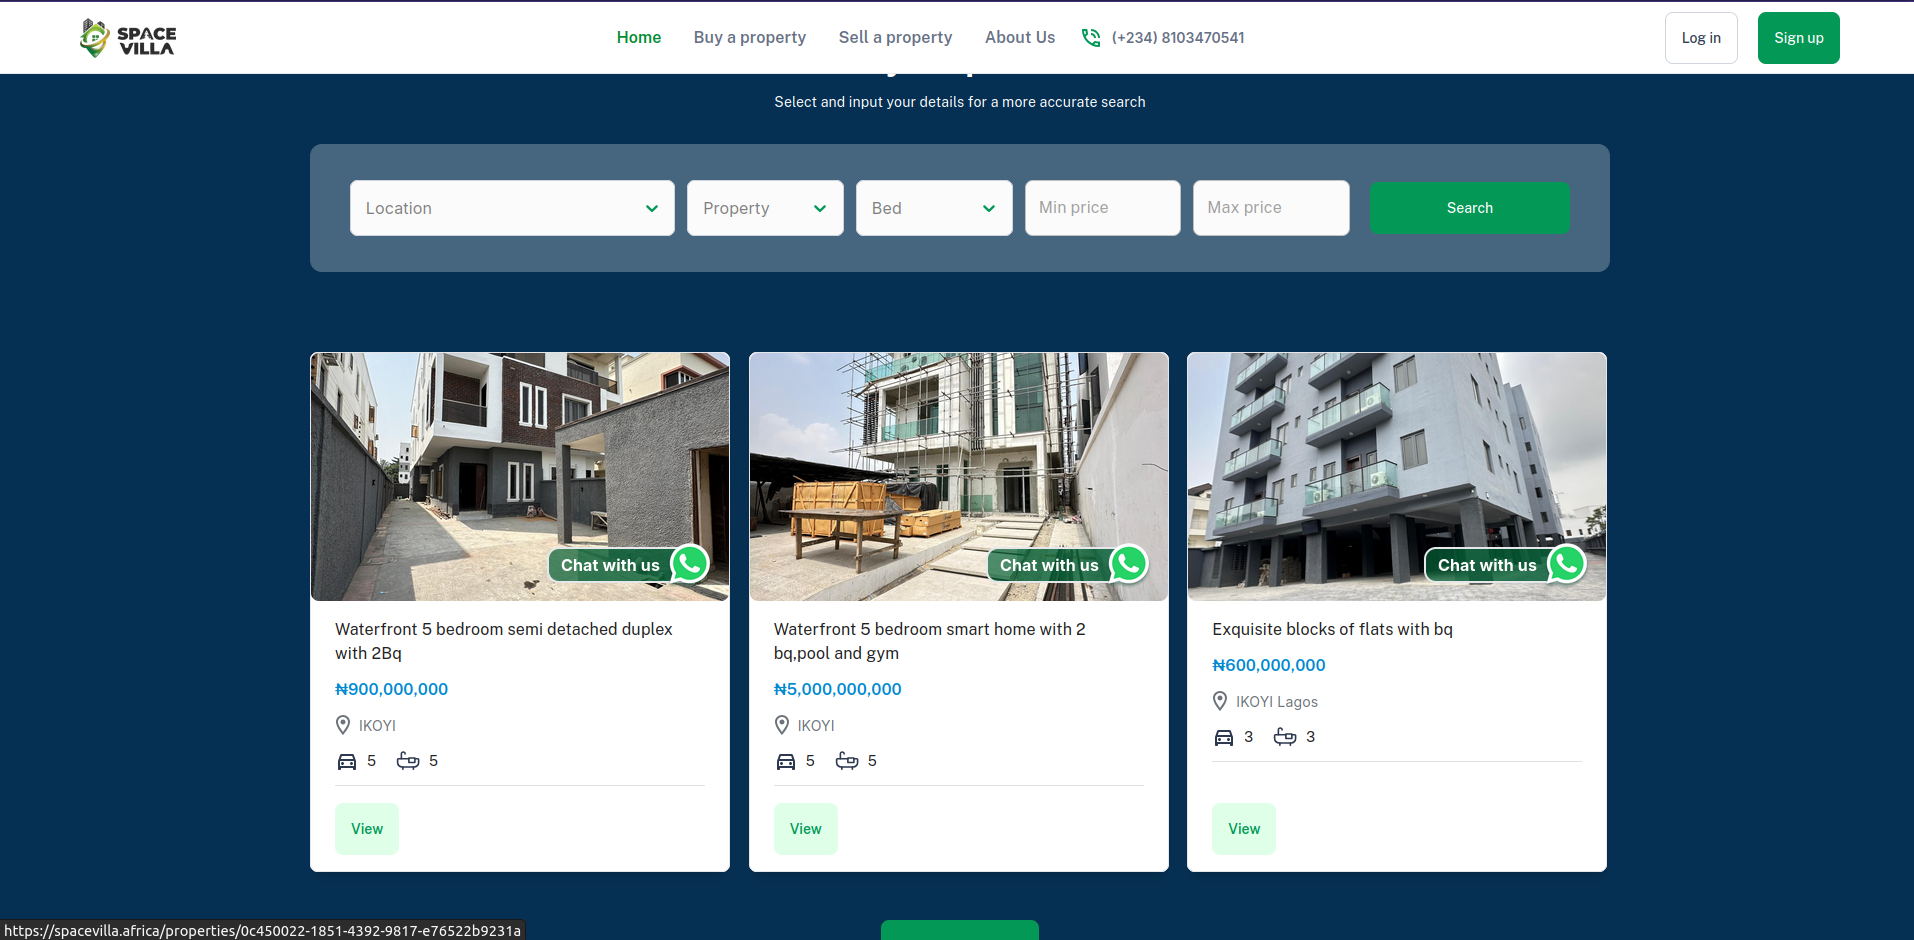 SPACE
VILLA
Home
Buy a property
Sell a property
About Us
(+234) 8103470541
Log in
Sign up
Select and input your details for a more accurate search
Location
Property
Bed
Min price
Max price
Search
Chat with us
Chat with us
Chat with us
Waterfront 5 bedroom semi detached duplex
with 2Bq
₦900,000,000
IKOYI
5 5
View
Waterfront 5 bedroom smart home with 2
bq,pool and gym
₦5,000,000,000
IKOYI
5 5
View
Exquisite blocks of flats with bq
₦600,000,000
IKOYI Lagos
3 3
View
https://spacevilla.africa/properties/0c450022-1851-4392-9817-e76522b9231a